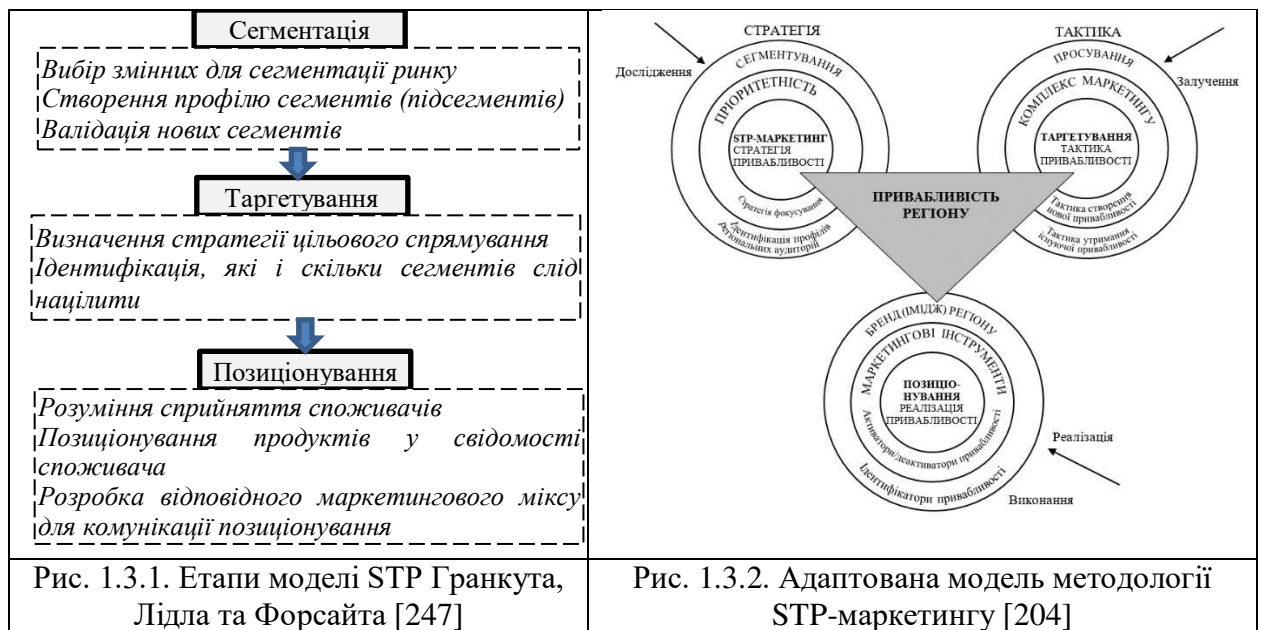 Сегментація
Вибір змінних для сегментації ринку
Створення профілю сегментів (підсегментів)
Валідація нових сегментів
Таргетування
Визначення стратегії цільового спрямування
Ідентифікація, які і скільки сегментів слід
націлити
Позиціонування
Розуміння сприйняття споживачів
Позиціонування продуктів у свідомості
споживача
Розробка відповідного маркетингового міксу
для комунікації позиціонування
Рис. 1.3.1. Етапи моделі STP Гранкута,
Лідла та Форсайта [247]
СТРАТЕГІЯ
Дослідження
СЕГМЕНТУВАННЯ
ПРІОРИТЕТНІСТЬ
STP-МАРКЕТИНГ
СТРАТЕГІЯ
ПРИВАБЛИВОСТІ
Стратегія фокусування
Ідентифікація профілів
регіональних аудиторій
ТАКТИКА
Залучення
ПРОСУВАННЯ
КОМПЛЕКС МАРКЕТИНГУ
ТАРГЕТУВАННЯ
ТАКТИКА
ПРИВАБЛИВОСТІ
Тактика створення
нової привабливості
Тактика утримання
існуючої привабливості
ПРИВАБЛИВІСТЬ
РЕГІОНУ
БРЕНД (ІМІДЖ) РЕГІОНУ
МАРКЕТИНГОВІ ІНСТРУМЕНТИ
ПОЗИЦІО-
НУВАННЯ
РЕАЛІЗАЦІЯ
ПРИВАБЛИВОСТІ
Активатори/деактиватори привабливості
Ідентифікатори привабливості
Реалізація
Виконання
Рис. 1.3.2. Адаптована модель методології
STP-маркетингу [204]